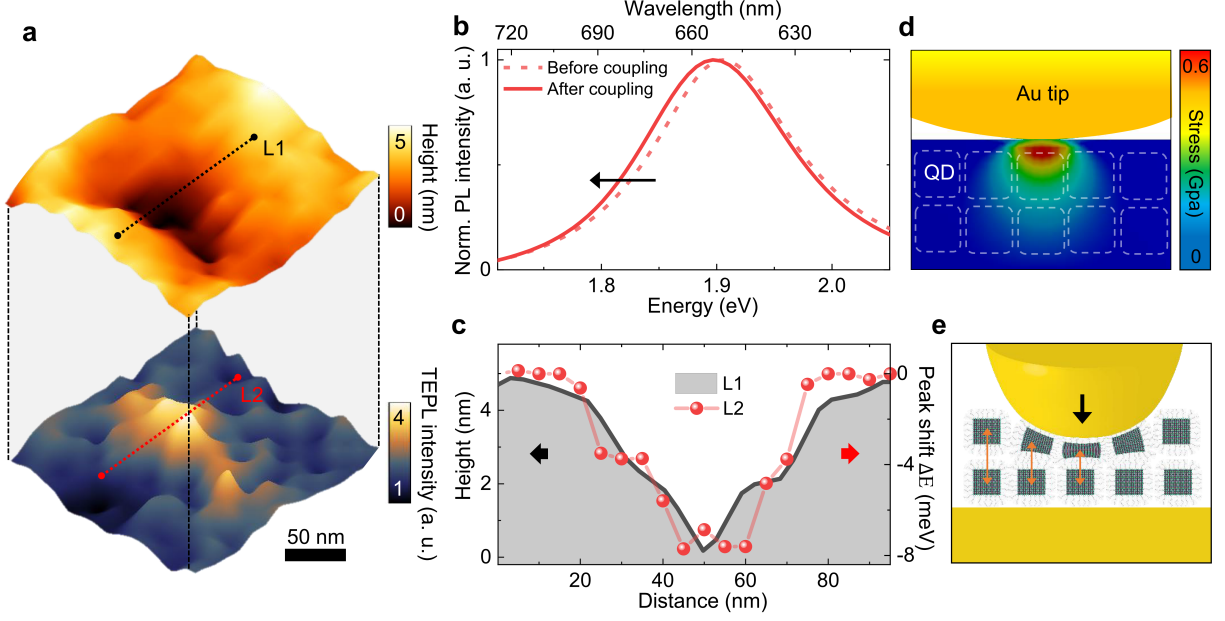 a
L1
5
0
Height (nm)
L2
4
1
TEPL intensity (a. u.)
50 nm
b
Wavelength (nm)
720 690 660 630
Before coupling
After coupling
1
0
Norm. PL intensity (a. u.)
1.8 1.9 2.0
Energy (eV)
c
L1
L2
4
2
0
Height (nm)
0
-4
-8
Peak shift ΔE (meV)
20 40 60 80
Distance (nm)
d
Au tip
QD
0.6
0
Stress (Gpa)
e